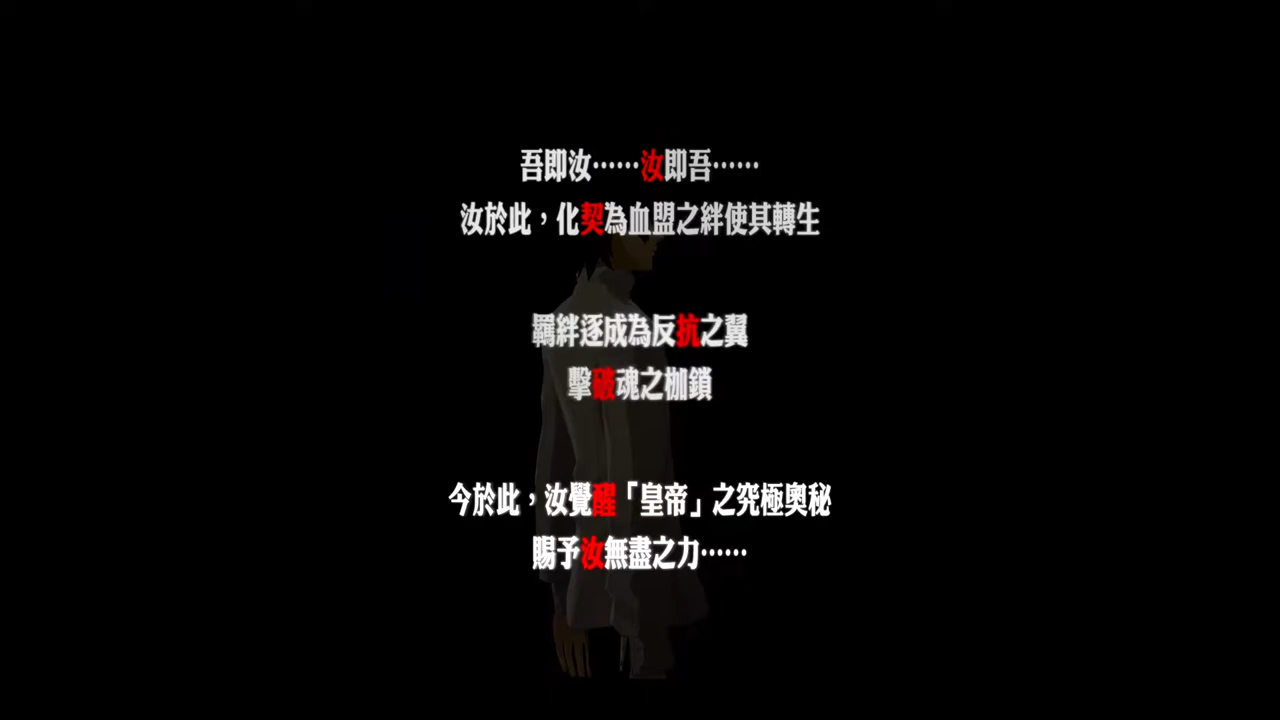 吾即汝……汝即吾……
汝於此，化契為血盟之絆使其轉生
羈絆逐成為反抗之翼
擊破魂之枷鎖
今於此，汝覺醒「皇帝」之究極奧秘
賜予汝無盡之力……